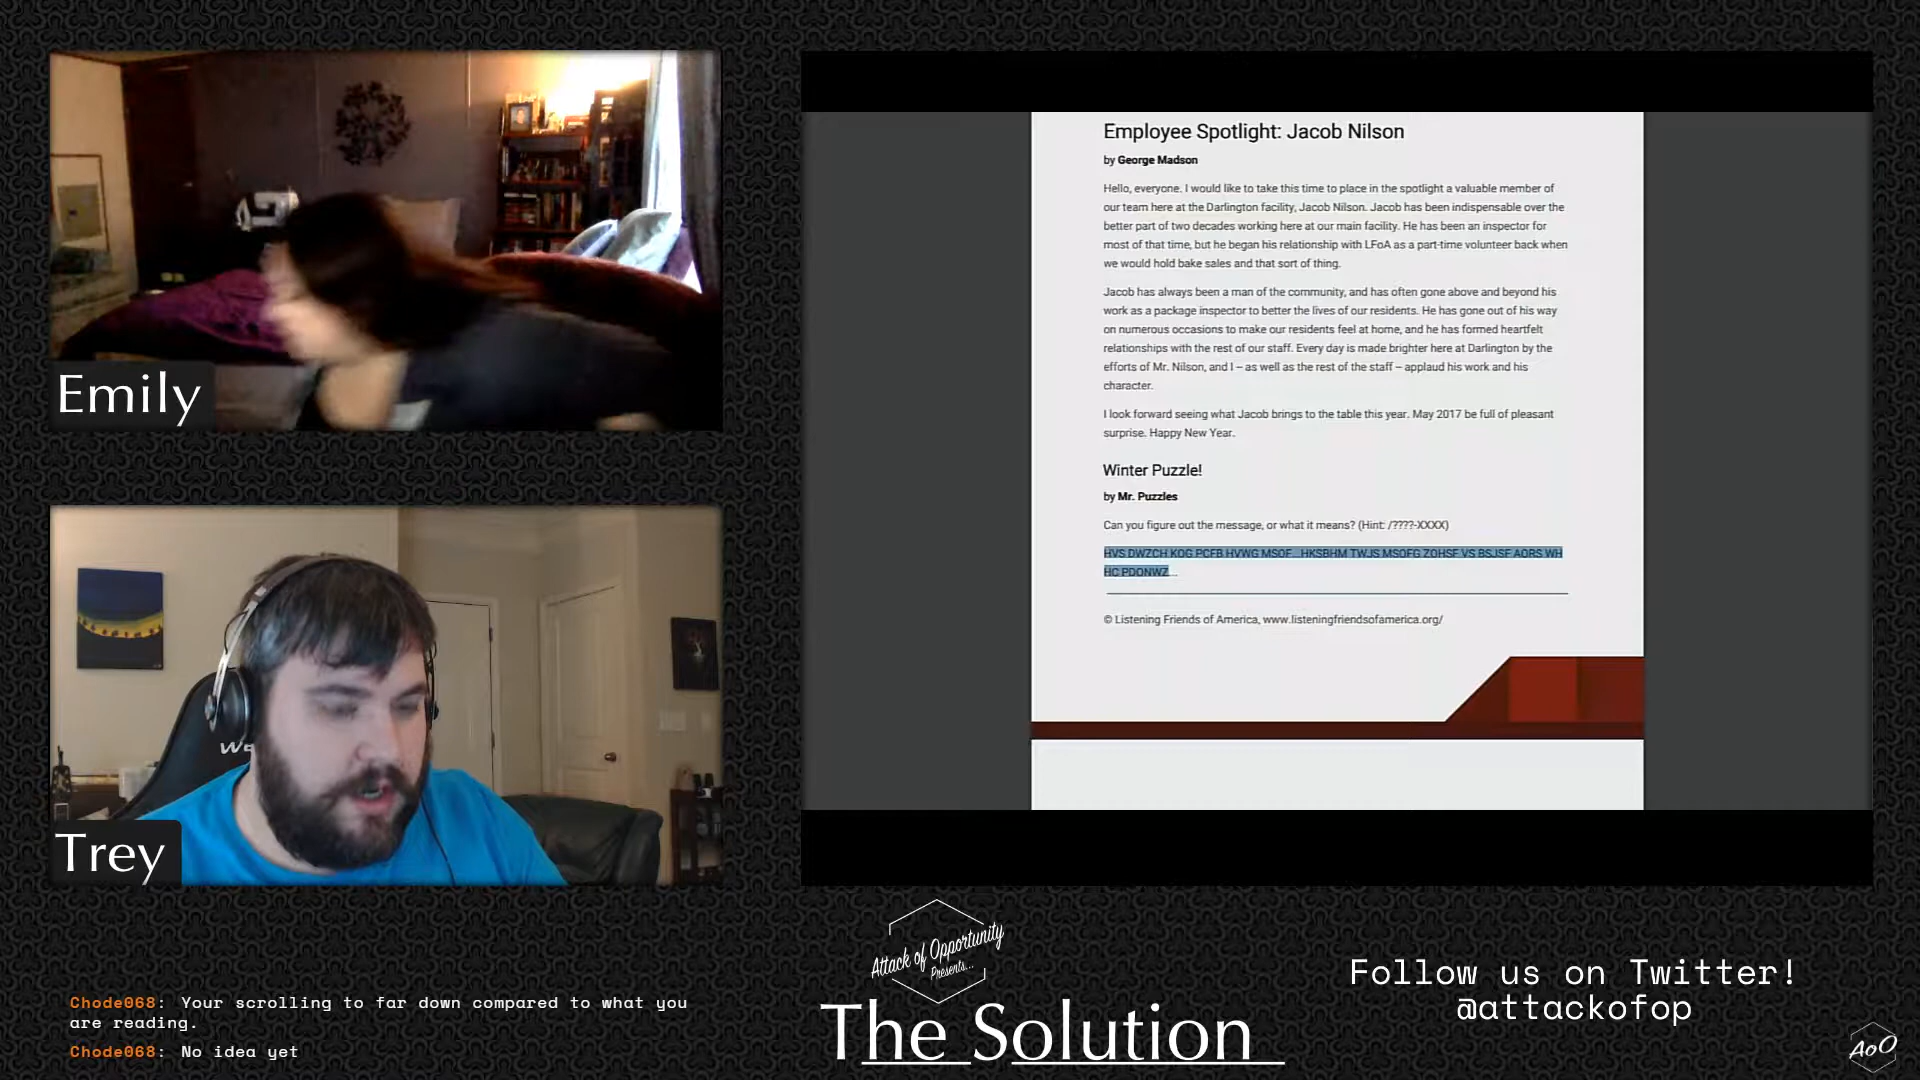 Emily
Trey
Employee Spotlight: Jacob Nilson
by George Madson
Hello, everyone. I would like to take this time to place in the spotlight a valuable member of
our team here at the Darlington facility, Jacob Nilson. Jacob has been indispensable over the
better part of two decades working here at our main facility. He has been an inspector for
most of that time, but he began his relationship with LFoA as a part-time volunteer back when
we would hold bake sales and that sort of thing.
Jacob has always been a man of the community, and has often gone above and beyond his
work as a package inspector to better the lives of our residents. He has gone out of his way
on numerous occasions to make our residents feel at home, and he has formed heartfelt
relationships with the rest of our staff. Every day is made brighter here at Darlington by the
efforts of Mr. Nilson, and I – as well as the rest of the staff – applaud his work and his
character.
I look forward seeing what Jacob brings to the table this year. May 2017 be full of pleasant
surprise. Happy New Year.
Winter Puzzle!
by Mr. Puzzles
Can you figure out the message, or what it means? (Hint: /????-XXXX)
HVS DWZCH KOG PCFB HVWG MSOF...HKSBHM TWJS MSOFG ZOHSF VS BSJSF AORS WH
HC PDONWZ...
© Listening Friends of America, www.listeningfriendsofamerica.org/
Chode068: Your scrolling to far down compared to what you
are reading.
Chode068: No idea yet
Attack of Opportunity
Presents...
The Solution
Follow us on Twitter!
@attackofop
AoO